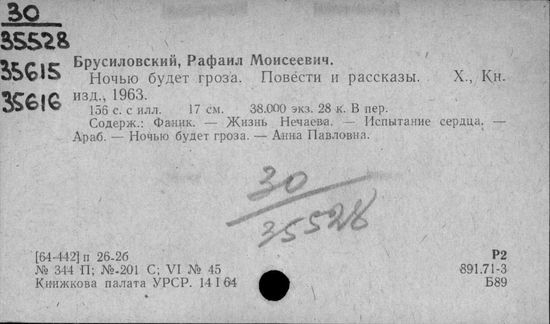 30
35528
35615
35616
Брусиловский, Рафаил Моисеевич.
Ночью будет гроза. Повести и рассказы. Х., Кн.
изд., 1963.
156 с. с илл. 17 см. 38.000 экз. 28 к. В пер.
Содерж.: Фаник. — Жизнь Нечаева. — Испытание сердца. —
Араб. — Ночью будет гроза. — Анна Павловна.
30
35528
[64-442] п 26-2б
№ 344 П; №-201 С; VI № 45
Книжкова палата УРСР. 14 I 64
Р2
891.71-3
Б89